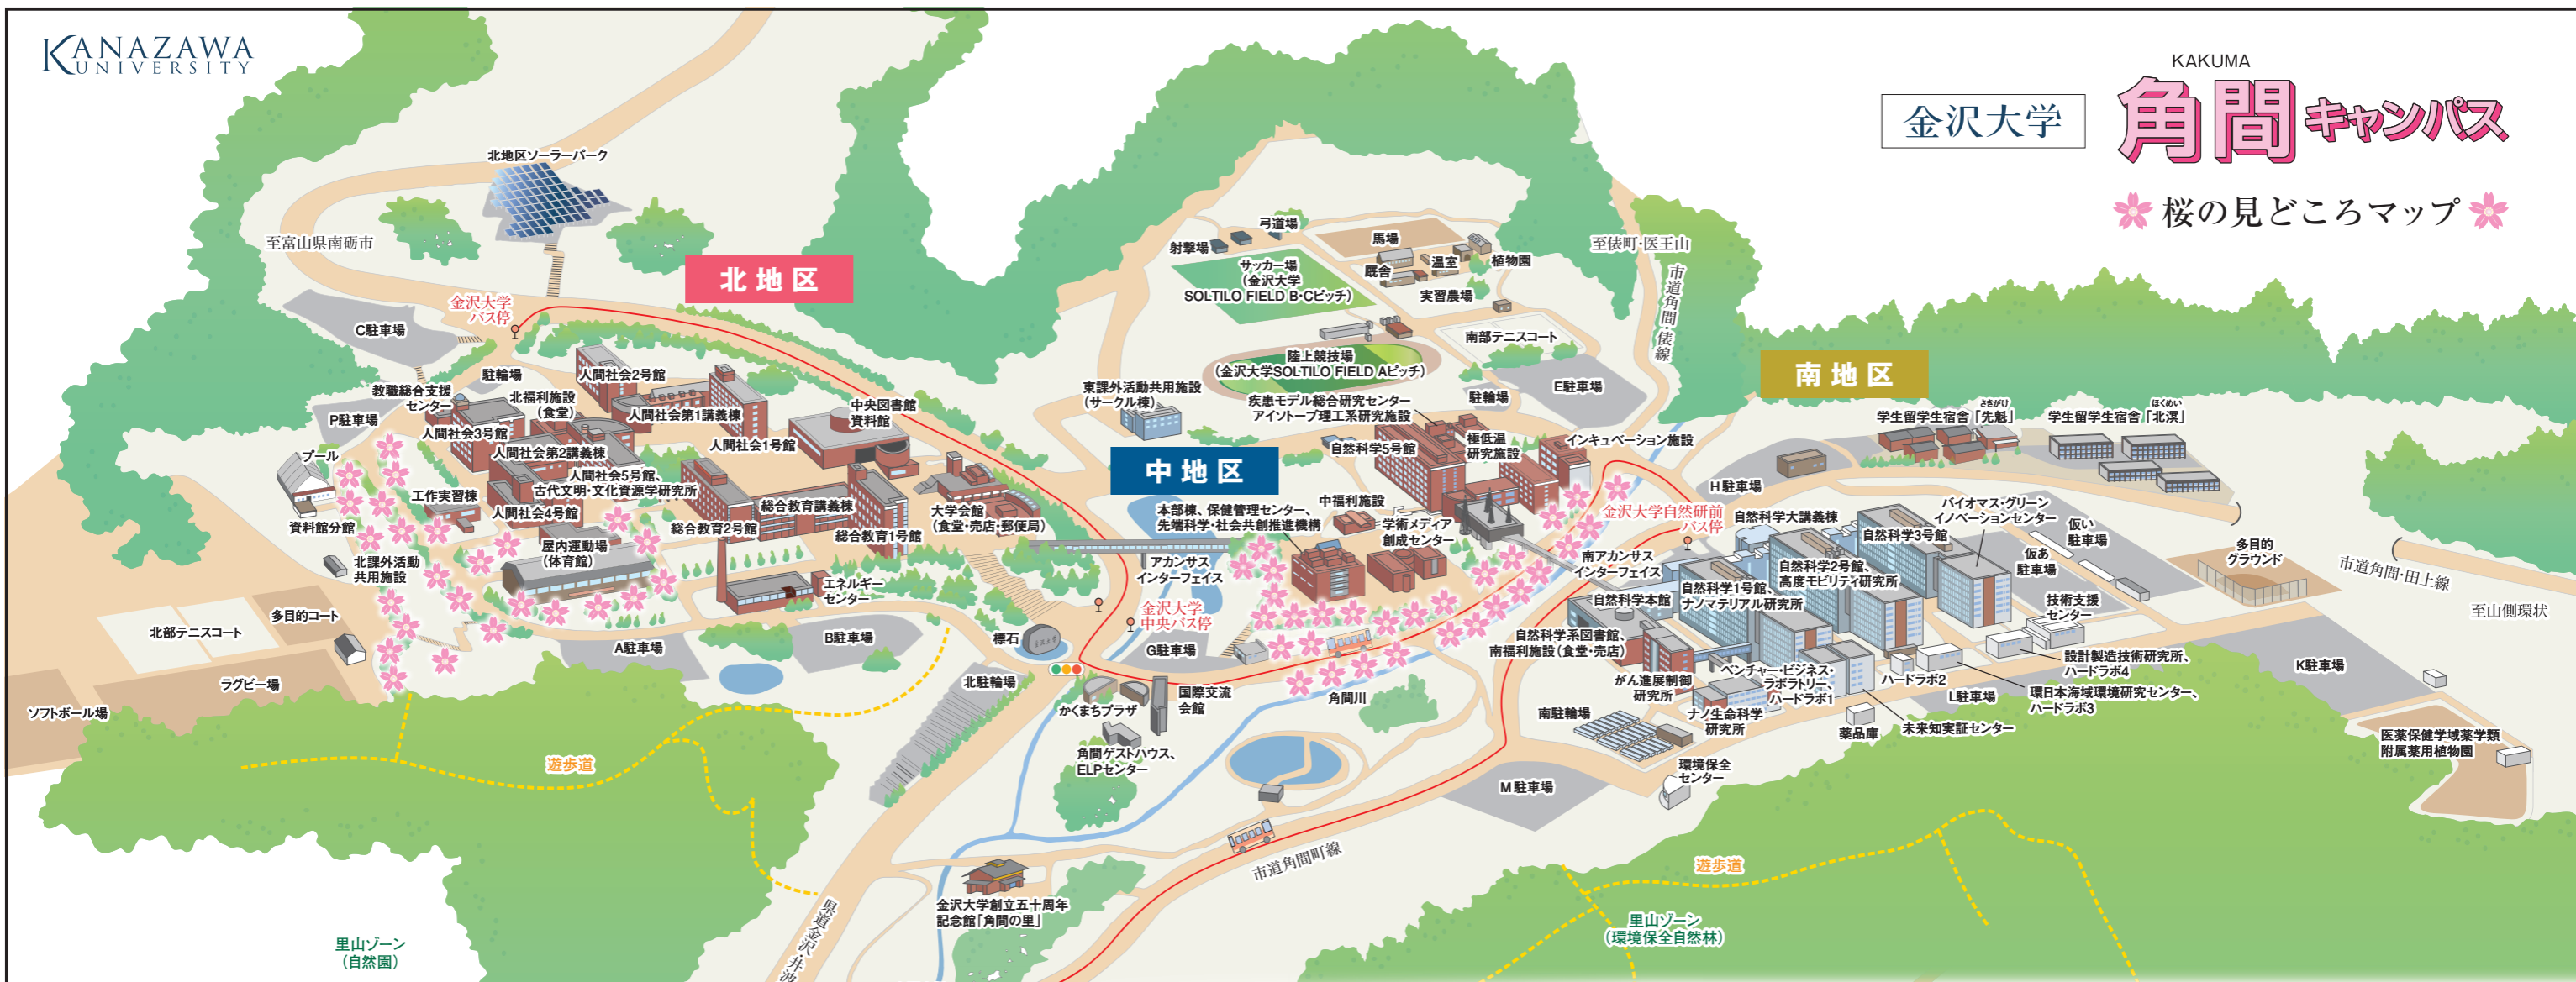 KANAZAWA
UNIVERSITY
KAKUMA
金沢大学
角間キャンパス
桜の見どころマップ
北地区ソーラーパーク
至富山県南砺市
北地区
金沢大学
バス停
C駐車場
駐輪場
人間社会2号館
教職総合支援
センター
北福利施設
(食堂)
P駐車場
人間社会第1講義棟
中央図書館
資料館
人間社会3号館
人間社会1号館
人間社会第2講義棟
プール
人間社会5号館、
古代文明・文化資源学研究所
工作実習棟
人間社会4号館
総合教育講義棟
資料館分館
総合教育2号館
総合教育1号館
大学会館
(食堂・売店・郵便局)
屋内運動場
(体育館)
北課外活動
共用施設
エネルギー
センター
多目的コート
北部テニスコート
A駐車場
B駐車場
標石
金沢大学
ラグビー場
ソフトボール場
北駐輪場
遊歩道
里山ゾーン
(自然園)
県道金沢・井波
弓道場
射撃場
馬場
サッカー場
(金沢大学
SOLTILO FIELD B・Cピッチ)
厩舎
温室
植物園
実習農場
至俵町・医王山
市道角間・俵線
南部テニスコート
陸上競技場
(金沢大学SOLTILO FIELD Aピッチ)
E駐車場
東課外活動共用施設
(サークル棟)
疾患モデル総合研究センター
アイソトープ理工系研究施設
駐輪場
中地区
自然科学5号館
極低温
研究施設
インキュベーション施設
中福利施設
本部棟、保健管理センター、
先端科学・社会共創推進機構
学術メディア
創成センター
アカンサス
インターフェイス
金沢大学
中央バス停
G駐車場
国際交流
会館
かくまちプラザ
角間ゲストハウス、
ELPセンター
角間川
金沢大学創立五十周年
記念館「角間の里」
市道角間町線
南地区
さきがけ
学生留学生宿舎「先魁」
ほくめい
学生留学生宿舎「北溟」
H駐車場
金沢大学自然研前
バス停
自然科学大講義棟
バイオマス・グリーン
イノベーションセンター
自然科学3号館
仮い
駐車場
仮あ
駐車場
多目的
グラウンド
市道角間・田上線
至山側環状
南アカンサス
インターフェイス
自然科学2号館、
高度モビリティ研究所
自然科学1号館、
ナノマテリアル研究所
自然科学本館
技術支援
センター
自然科学系図書館、
南福利施設(食堂・売店)
設計製造技術研究所、
ハードラボ4
K駐車場
ベンチャー・ビジネス・
ラボラトリー、
ハードラボ1
ハードラボ2
がん進展制御
研究所
環日本海域環境研究センター、
ハードラボ3
L駐車場
ナノ生命科学
研究所
南駐輪場
薬品庫
未来知実証センター
医薬保健学域薬学類
附属薬用植物園
環境保全
センター
M駐車場
遊歩道
里山ゾーン
(環境保全自然林)